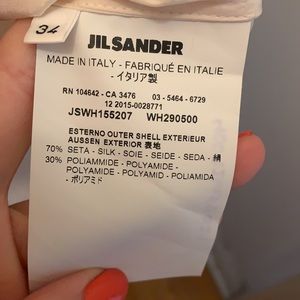 34
JILSANDER
MADE IN ITALY - FABRIQUÉ EN ITALIE
- イタリア製
RN 104642 - CA 3476 03 - 5464 - 6729
12 2015-0028771
JSWH155207 WH290500
ESTERNO OUTER SHELL EXTERIEUR
AUSSEN EXTERIOR 表地
70% SETA - SILK - SOIE - SEIDE - SEDA - 絹
30% POLIAMMIDE - POLYAMIDE -
POLYAMIDE - POLYAMID - POLIAMIDA
- ポリアミド